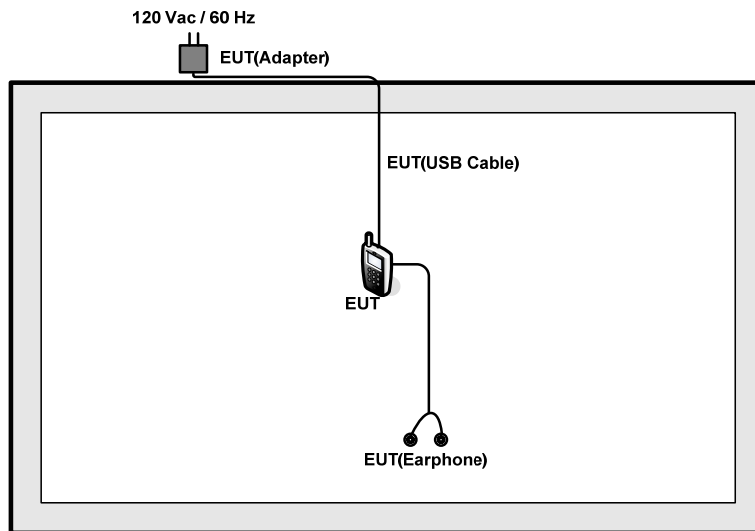 120 Vac / 60 Hz
EUT(Adapter)
EUT(USB Cable)
EUT
EUT(Earphone)